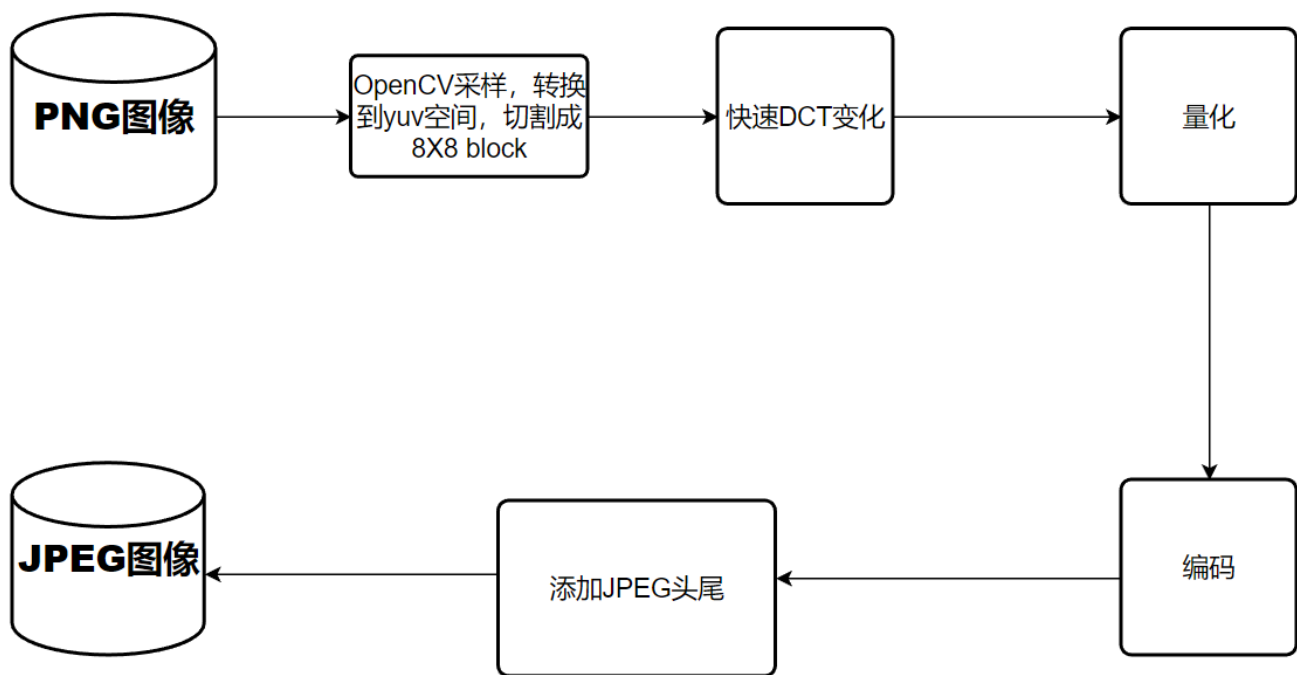 PNG图像
OpenCV采样，转换
到yuv空间，切割成
8X8 block
快速DCT变化
量化
编码
添加JPEG头尾
JPEG图像